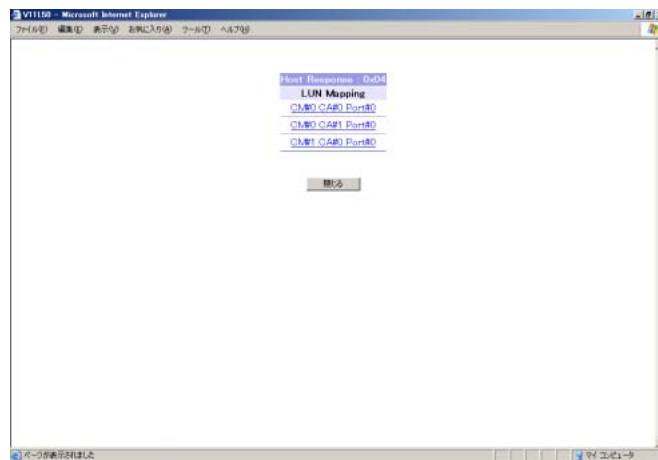 V11L50 - Microsoft Internet Explorer
ファイル(F) 編集(E) 表示(V) お気に入り(A) ツール(T) ヘルプ(H)
Host Response : 0x04
LUN Mapping
CM#0 CA#0 Port#0
CM#0 CA#1 Port#0
CM#1 CA#0 Port#0
閉じる
ページが表示されました
マイ コンピュータ